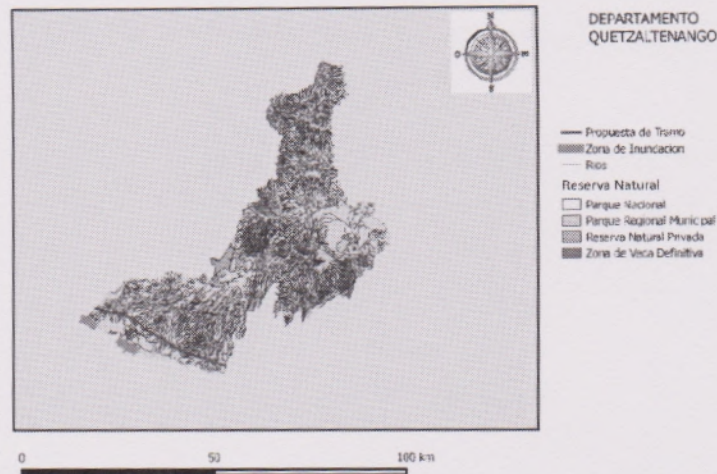 DEPARTAMENTO
QUETZALTENANGO
N
O
E
S
Propuesta de Tramo
Zona de Inundacion
Rios
Reserva Natural
Parque Nacional
Parque Regional Municipal
Reserva Natural Privada
Zona de Veda Definitiva
0 50 100 km